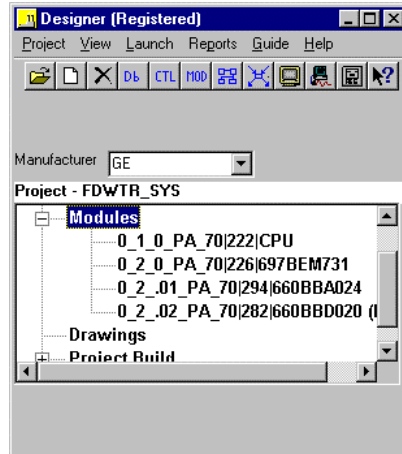 Designer (Registered)
Project View Launch Reports Guide Help
Db CTL MOD
Manufacturer GE
Project - FDWTR_SYS
Modules
0_1_0_PA_70|222|CPU
0_2_0_PA_70|226|697BEM731
0_2_.01_PA_70|294|660BBA024
0_2_.02_PA_70|282|660BBD020 (I
Drawings
Project Build